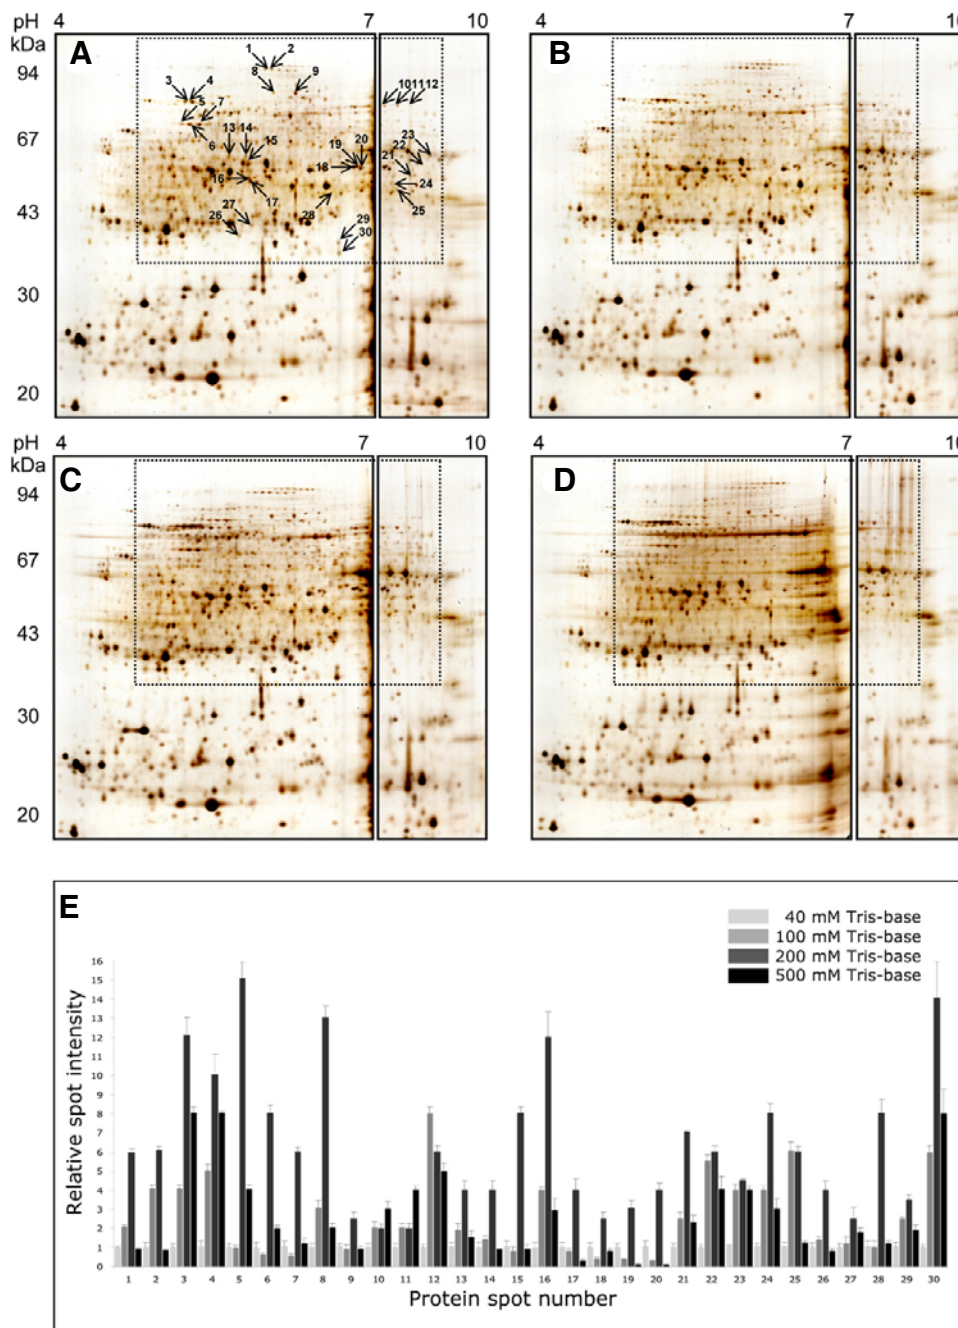 pH 4 7 10 4 7 10
kDa
A B
94
67
43
30
20
1 2
3 4 8 9
5 7 10 11 12
6 13 14 15 19 20 22 23
16 17 18 21 24
26 27 28 25
29
30
pH 4 7 10 4 7 10
kDa
C D
94
67
43
30
20
E
40 mM Tris-base
100 mM Tris-base
200 mM Tris-base
500 mM Tris-base
Relative spot intensity
16
15
14
13
12
11
10
9
8
7
6
5
4
3
2
1
0
1 2 3 4 5 6 7 8 9 10 11 12 13 14 15 16 17 18 19 20 21 22 23 24 25 26 27 28 29 30
Protein spot number